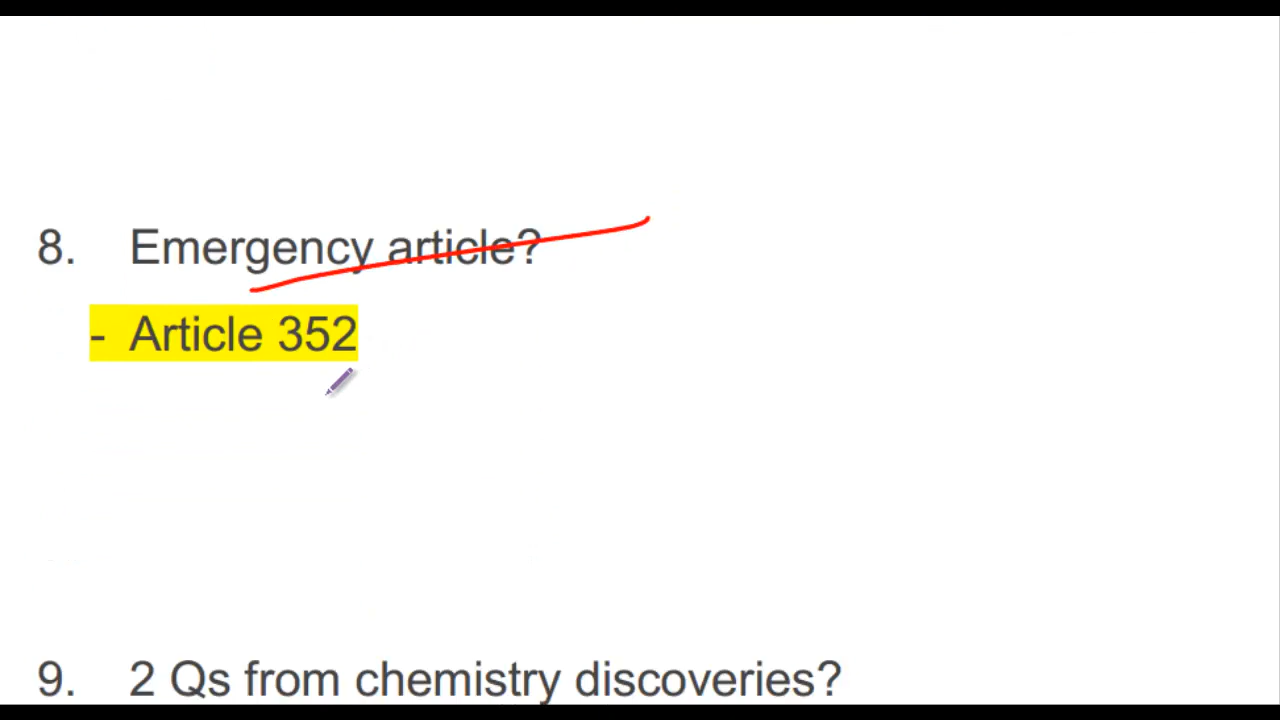 8. Emergency article?
- Article 352
9. 2 Qs from chemistry discoveries?